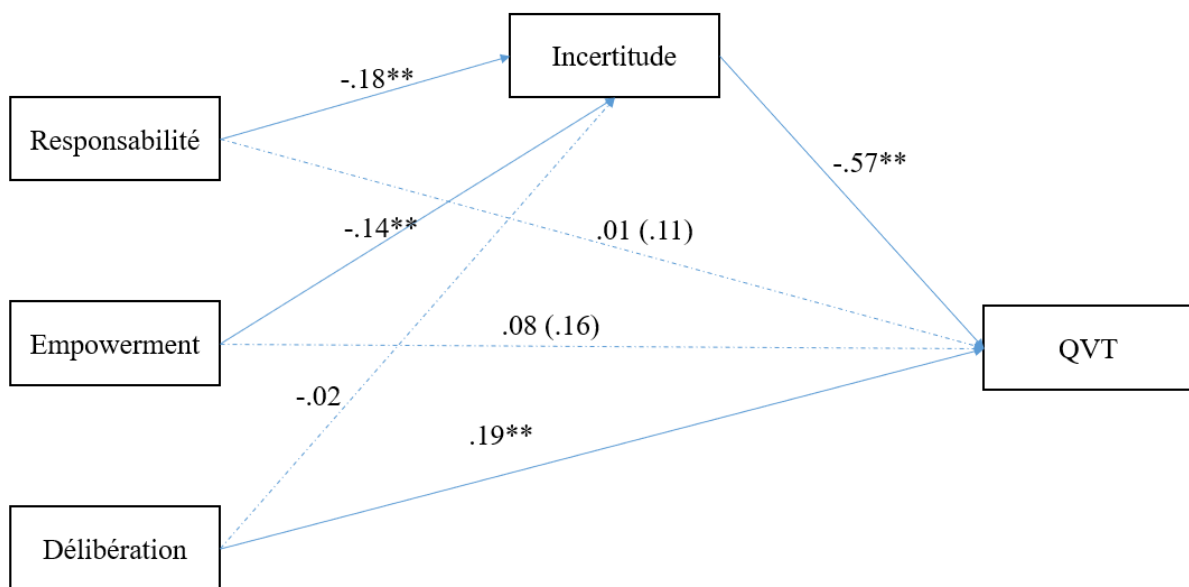 Incertitude
-.18**
Responsabilité
-.57**
-.14**
.01 (.11)
Empowerment
.08 (.16)
QVT
-.02
.19**
Délibération